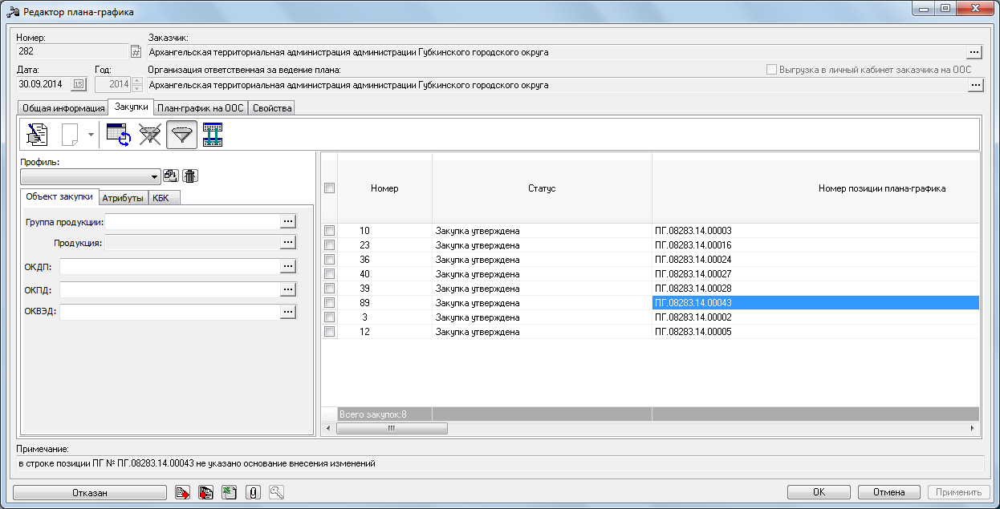 Редактор плана-графика
Номер:
282
Заказчик:
Архангельская территориальная администрация администрации Губкинского городского округа
Дата:
30.09.2014
15
Год:
2014
Организация ответственная за ведение плана:
Выгрузка в личный кабинет заказчика на ООС
Архангельская территориальная администрация администрации Губкинского городского округа
Общая информация Закупки План-график на ООС Свойства
Профиль:
Объект закупки Атрибуты КБК
Группа продукции:
Продукция:
ОКДП:
ОКПД:
ОКВЭД:
Номер Статус Номер позиции плана-графика
10 Закупка утверждена ПГ.08283.14.00003
23 Закупка утверждена ПГ.08283.14.00016
36 Закупка утверждена ПГ.08283.14.00024
40 Закупка утверждена ПГ.08283.14.00027
39 Закупка утверждена ПГ.08283.14.00028
89 Закупка утверждена ПГ.08283.14.00043
3 Закупка утверждена ПГ.08283.14.00002
12 Закупка утверждена ПГ.08283.14.00005
Всего закупок:8
Примечание:
в строке позиции ПГ № ПГ.08283.14.00043 не указано основание внесения изменений
Отказан ОК Отмена Применить